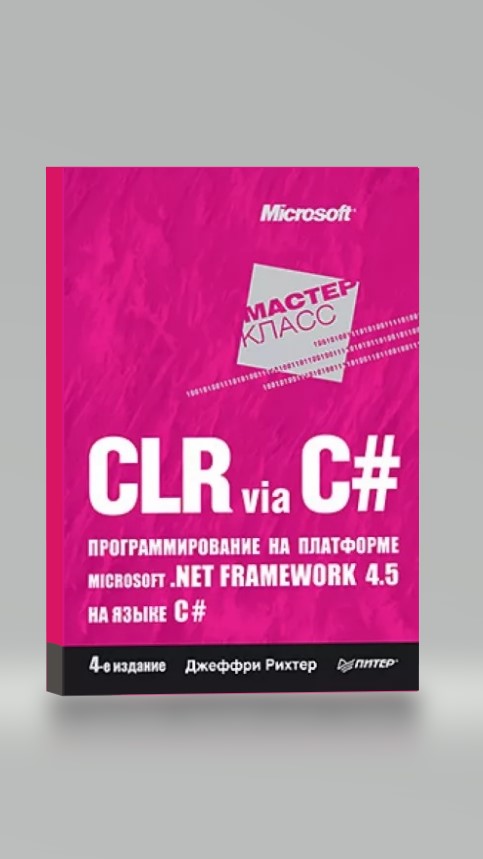 Microsoft
МАСТЕР
КЛАСС
CLR via C#
ПРОГРАММИРОВАНИЕ НА ПЛАТФОРМЕ
MICROSOFT .NET FRAMEWORK 4.5
НА ЯЗЫКЕ C#
4-е издание Джеффри Рихтер ПИТЕР